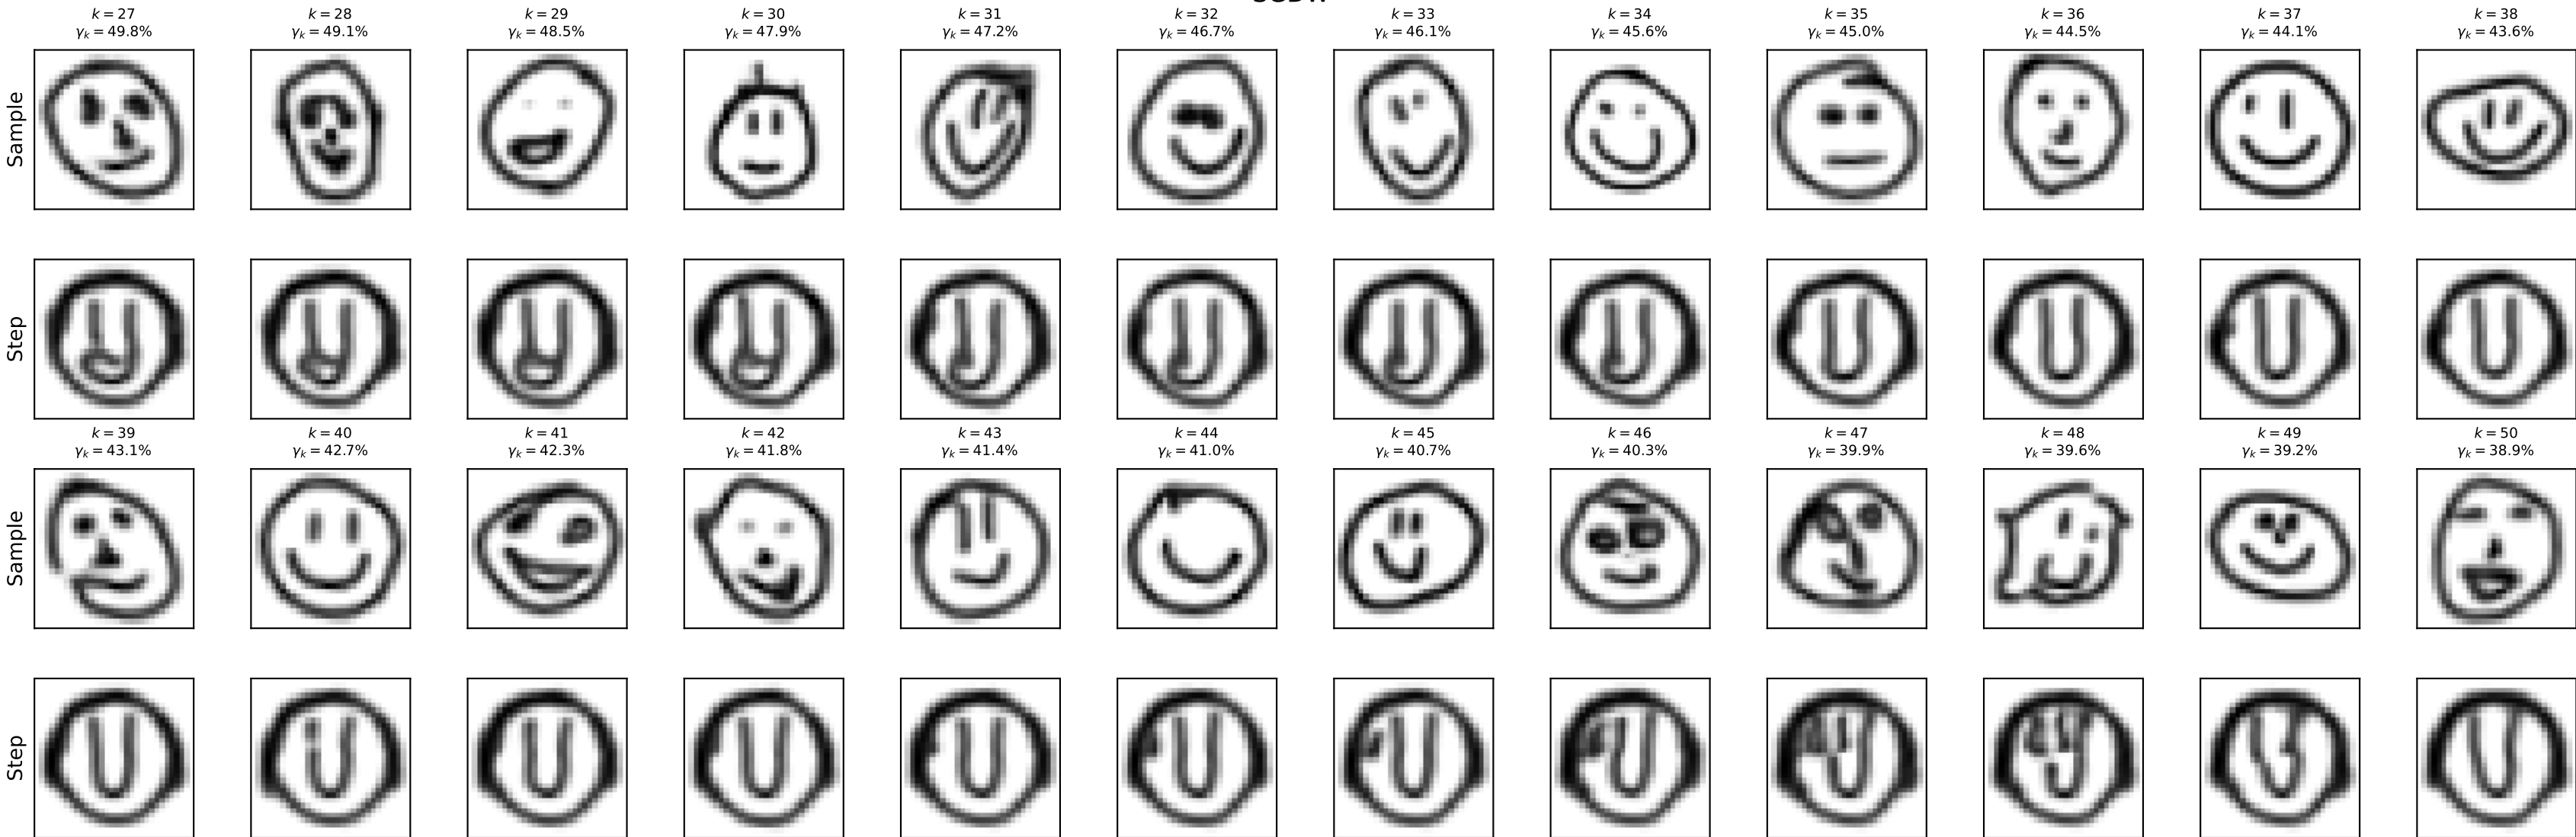 k = 27 k = 28 k = 29 k = 30 k = 31 k = 32 k = 33 k = 34 k = 35 k = 36 k = 37 k = 38
γₖ = 49.8% γₖ = 49.1% γₖ = 48.5% γₖ = 47.9% γₖ = 47.2% γₖ = 46.7% γₖ = 46.1% γₖ = 45.6% γₖ = 45.0% γₖ = 44.5% γₖ = 44.1% γₖ = 43.6%
Sample
Step
k = 39 k = 40 k = 41 k = 42 k = 43 k = 44 k = 45 k = 46 k = 47 k = 48 k = 49 k = 50
γₖ = 43.1% γₖ = 42.7% γₖ = 42.3% γₖ = 41.8% γₖ = 41.4% γₖ = 41.0% γₖ = 40.7% γₖ = 40.3% γₖ = 39.9% γₖ = 39.6% γₖ = 39.2% γₖ = 38.9%
Sample
Step